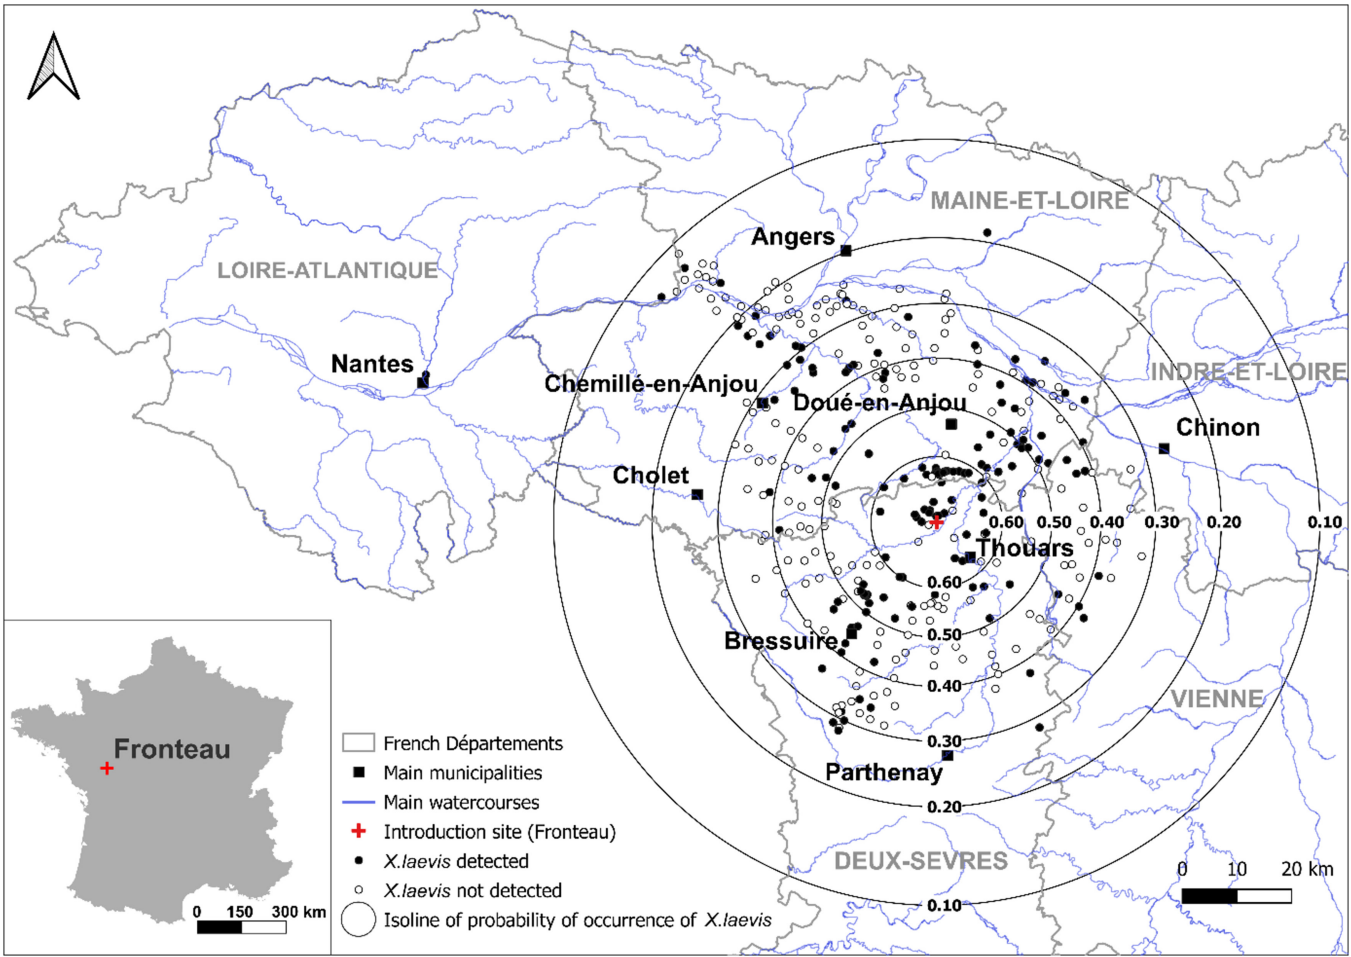 MAINE-ET-LOIRE
Angers
LOIRE-ATLANTIQUE
Nantes
Chemillé-en-Anjou
INDRE-ET-LOIRE
Doué-en-Anjou
Chinon
Cholet
0.60 0.50 0.40 0.30 0.20 0.10
Thouars
0.60
Bressuire
0.50
0.40
VIENNE
0.30
Parthenay
0.20
DEUX-SEVRES
0.10
0 10 20 km
Fronteau
0 150 300 km
French Départements
Main municipalities
Main watercourses
Introduction site (Fronteau)
X.laevis detected
X.laevis not detected
Isoline of probability of occurrence of X.laevis